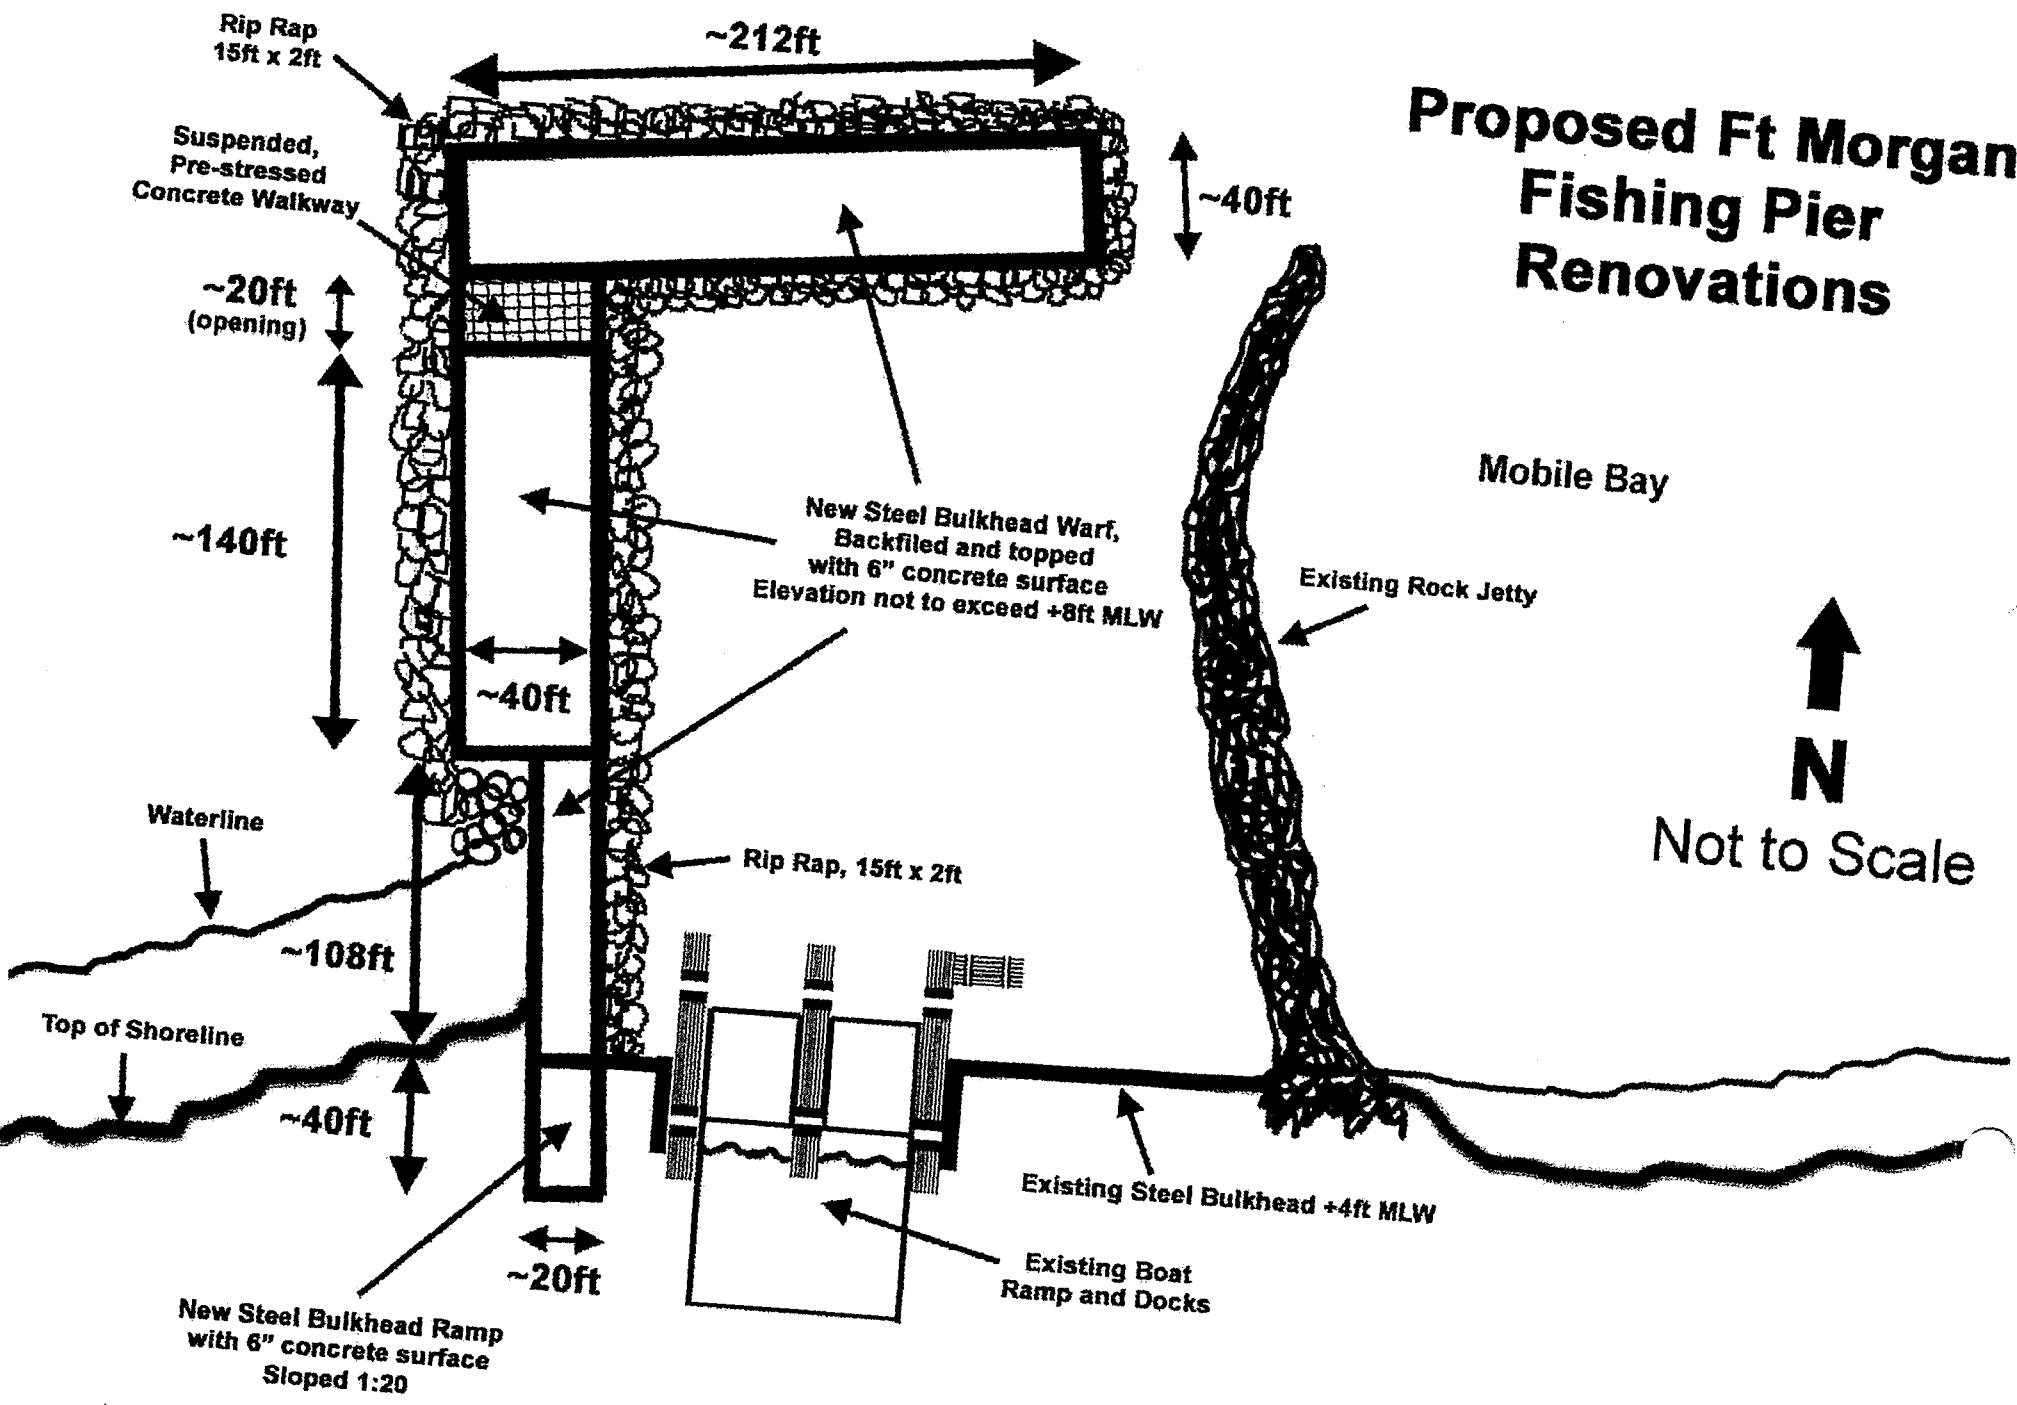 Rip Rap
15ft x 2ft
~212ft
Proposed Ft Morgan
Fishing Pier
Renovations
Suspended,
Pre-stressed
Concrete Walkway
~40ft
~20ft
(opening)
~140ft
Mobile Bay
New Steel Bulkhead Warf,
Backfiled and topped
with 6” concrete surface
Elevation not to exceed +8ft MLW
Existing Rock Jetty
~40ft
N
Not to Scale
Waterline
Rip Rap, 15ft x 2ft
~108ft
Top of Shoreline
~40ft
Existing Steel Bulkhead +4ft MLW
~20ft
Existing Boat
Ramp and Docks
New Steel Bulkhead Ramp
with 6” concrete surface
Sloped 1:20